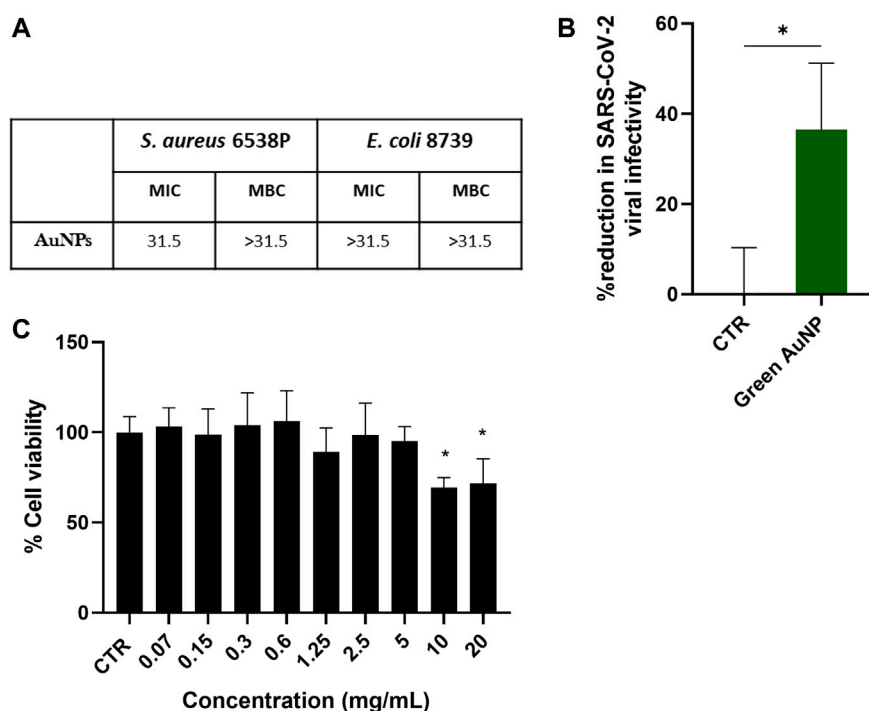 A
S. aureus 6538P E. coli 8739
MIC MBC MIC MBC
AuNPs 31.5 >31.5 >31.5 >31.5
B
%reduction in SARS-CoV-2
viral infectivity
60
40
20
0
*
CTR
Green AuNP
C
% Cell viability
150
100
50
0
* *
CTR 0.07 0.15 0.3 0.6 1.25 2.5 5 10 20
Concentration (mg/mL)